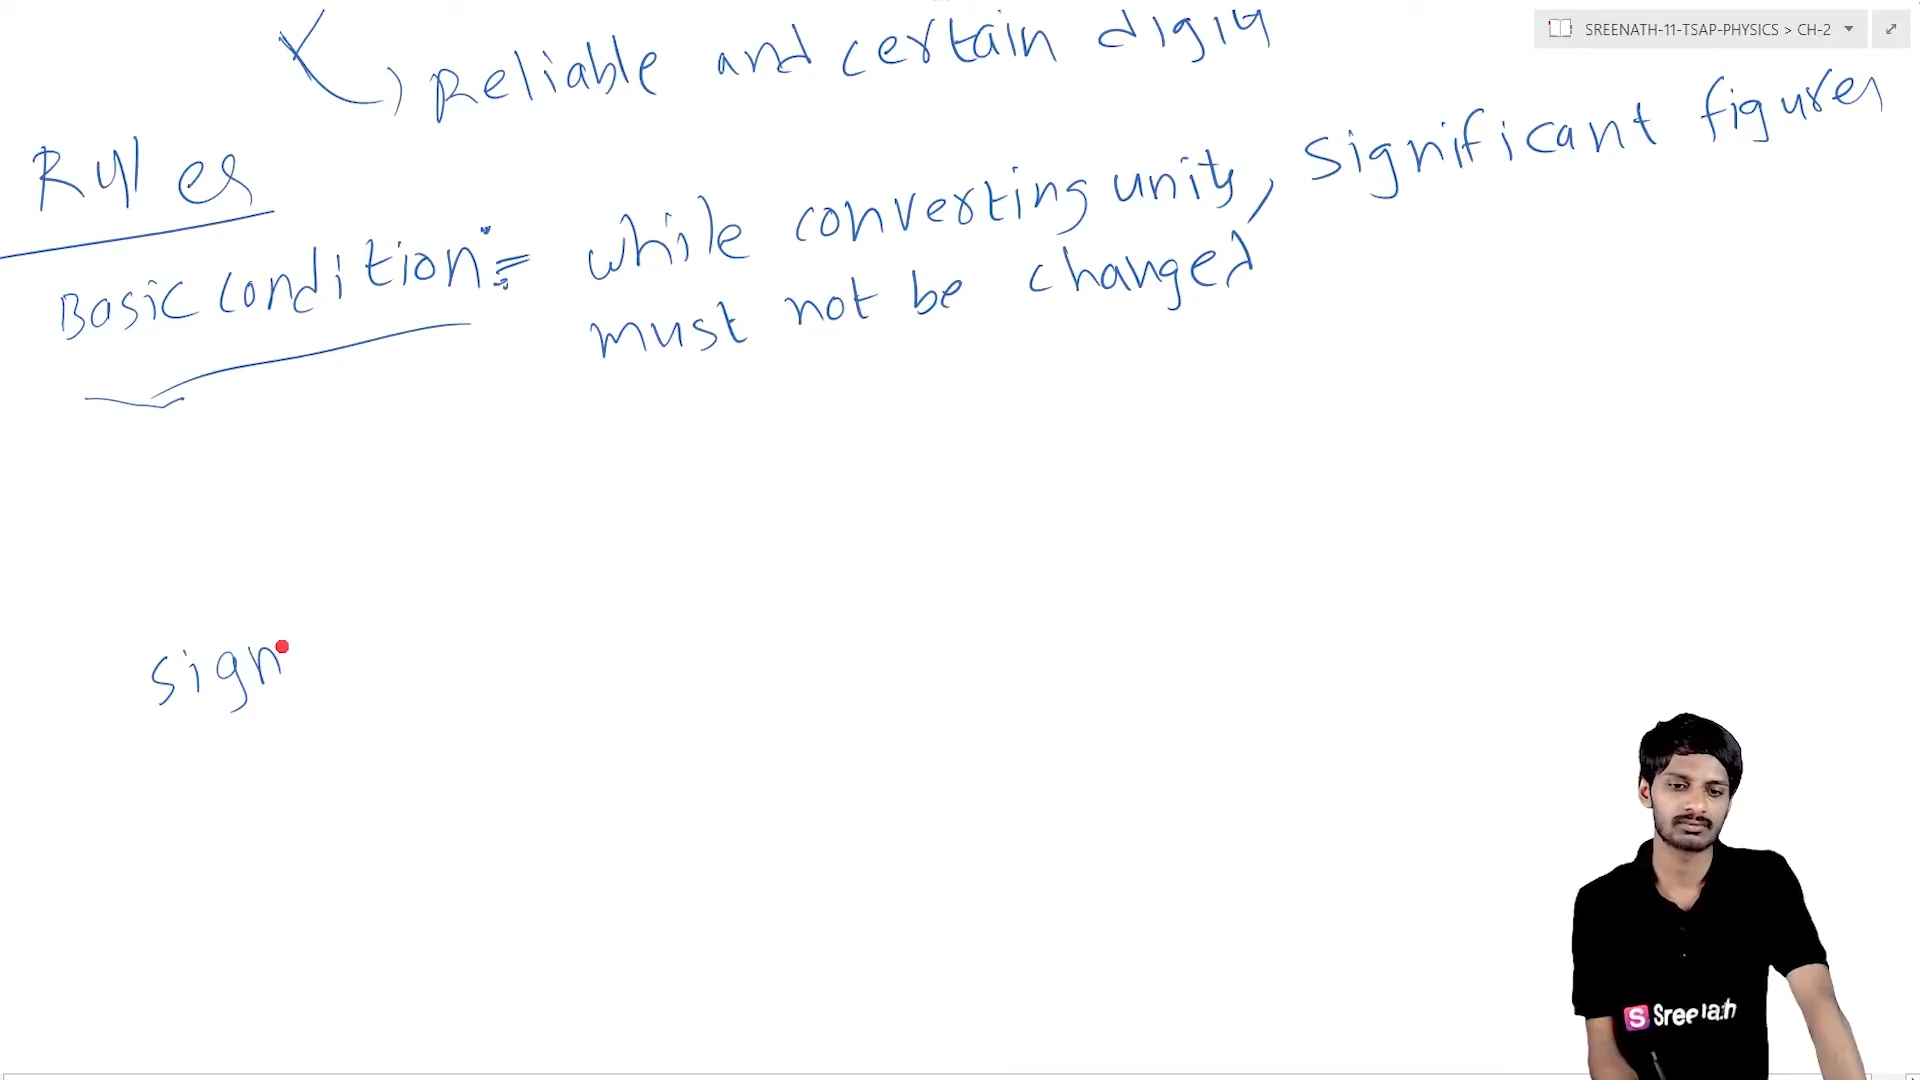 Reliable and certain digits
SREENATH-11-TSAP-PHYSICS > CH-2
Rules
Basic condition := while converting units, significant figures
must not be changed
sign
S Sreenath